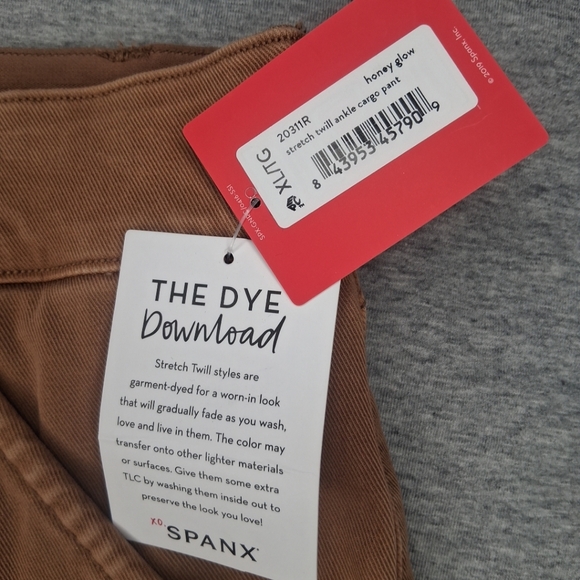 © 2019 Spanx, Inc.
honey glow
20311R
stretch twill ankle cargo pant
XL/TG
8 43953 45790 9
THE DYE
Download
Stretch Twill styles are
garment-dyed for a worn-in look
that will gradually fade as you wash,
love and live in them. The color may
transfer onto other lighter materials
or surfaces. Give them some extra
TLC by washing them inside out to
preserve the look you love!
xo,
SPANX